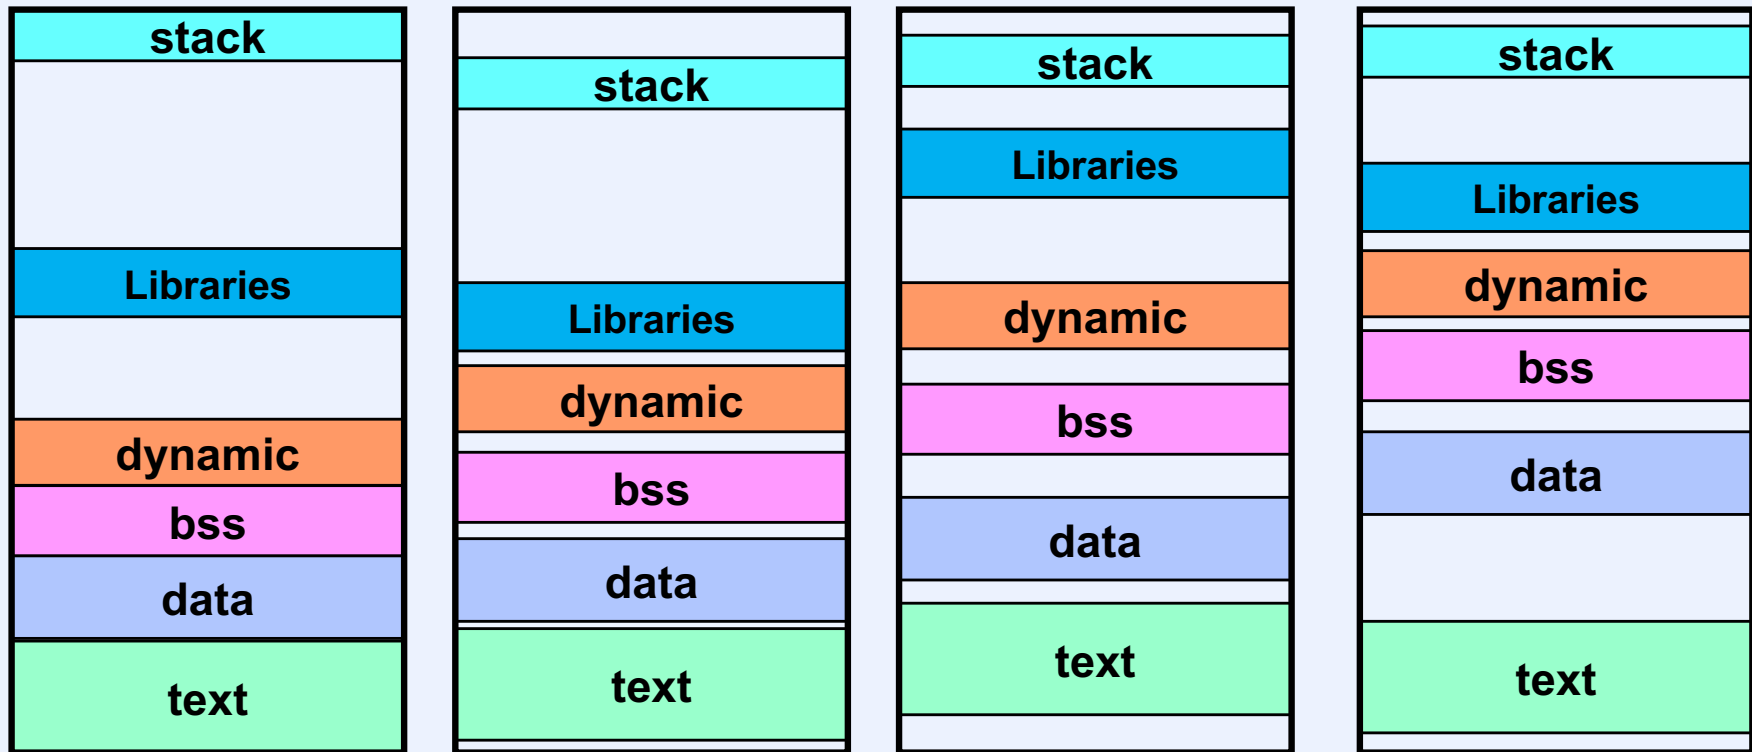 stack
Libraries
dynamic
bss
data
text
stack
Libraries
dynamic
bss
data
text
stack
Libraries
dynamic
bss
data
text
stack
Libraries
dynamic
bss
data
text